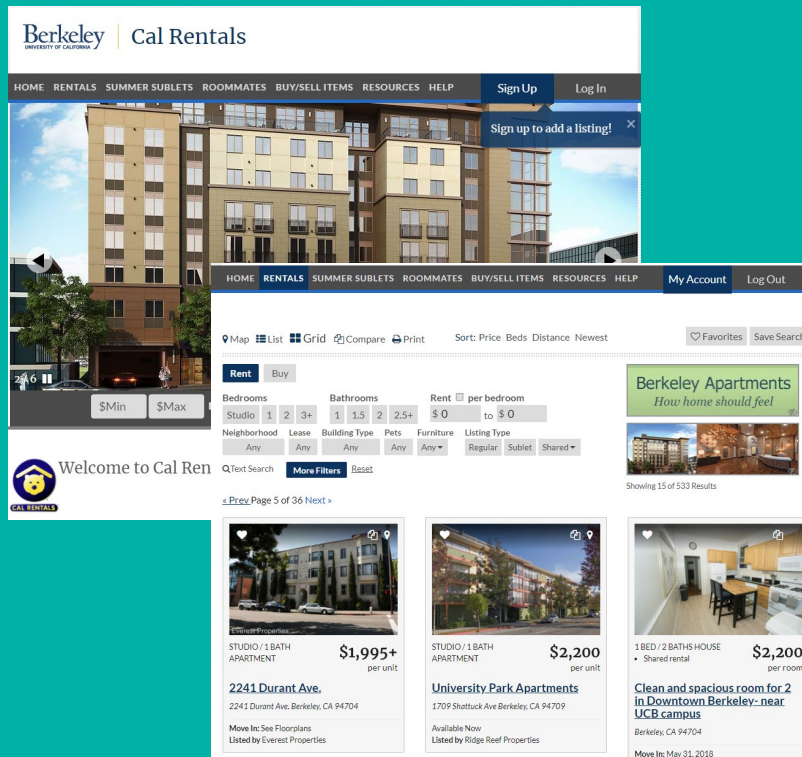 Berkeley
UNIVERSITY OF CALIFORNIA
Cal Rentals
HOME RENTALS SUMMER SUBLETS ROOMMATES BUY/SELL ITEMS RESOURCES HELP Sign Up Log In
Sign up to add a listing! ×
2/16
$Min $Max
Welcome to Cal Ren
CAL RENTALS
HOME RENTALS SUMMER SUBLETS ROOMMATES BUY/SELL ITEMS RESOURCES HELP My Account Log Out
Map List Grid Compare Print Sort: Price Beds Distance Newest Favorites Save Search
Rent Buy
Bedrooms Bathrooms Rent per bedroom
Studio 1 2 3+ 1 1.5 2 2.5+ $ 0 to $ 0
Neighborhood Lease Building Type Pets Furniture Listing Type
Any Any Any Any Any Regular Sublet Shared
Text Search More Filters Reset
Berkeley Apartments
How home should feel
Showing 15 of 533 Results
« Prev Page 5 of 36 Next »
Everest Properties
STUDIO / 1 BATH
APARTMENT
$1,995+
per unit
2241 Durant Ave.
2241 Durant Ave. Berkeley, CA 94704
Move In: See Floorplans
Listed by Everest Properties
STUDIO / 1 BATH
APARTMENT
$2,200
per unit
University Park Apartments
1709 Shattuck Ave Berkeley, CA 94709
Available Now
Listed by Ridge Reef Properties
1 BED / 2 BATHS HOUSE
• Shared rental
$2,200
per room
Clean and spacious room for 2
in Downtown Berkeley- near
UCB campus
Berkeley, CA 94704
Move In: May 31, 2018